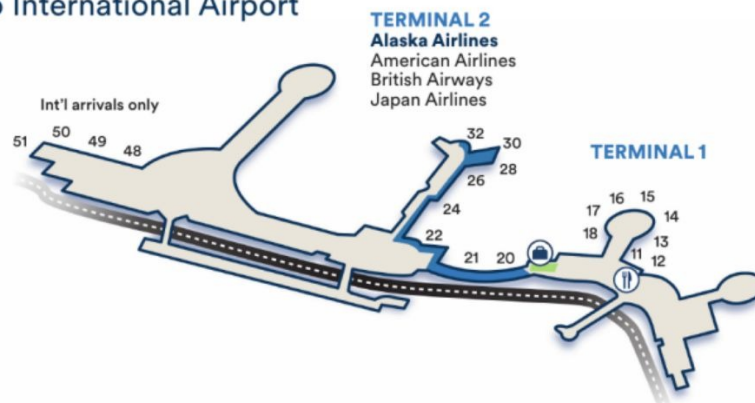 International Airport
TERMINAL 2
Alaska Airlines
American Airlines
British Airways
Japan Airlines
Int'l arrivals only
51
50
49
48
32
30
28
26
24
22
21
20
TERMINAL 1
18
17
16
15
14
13
12
11